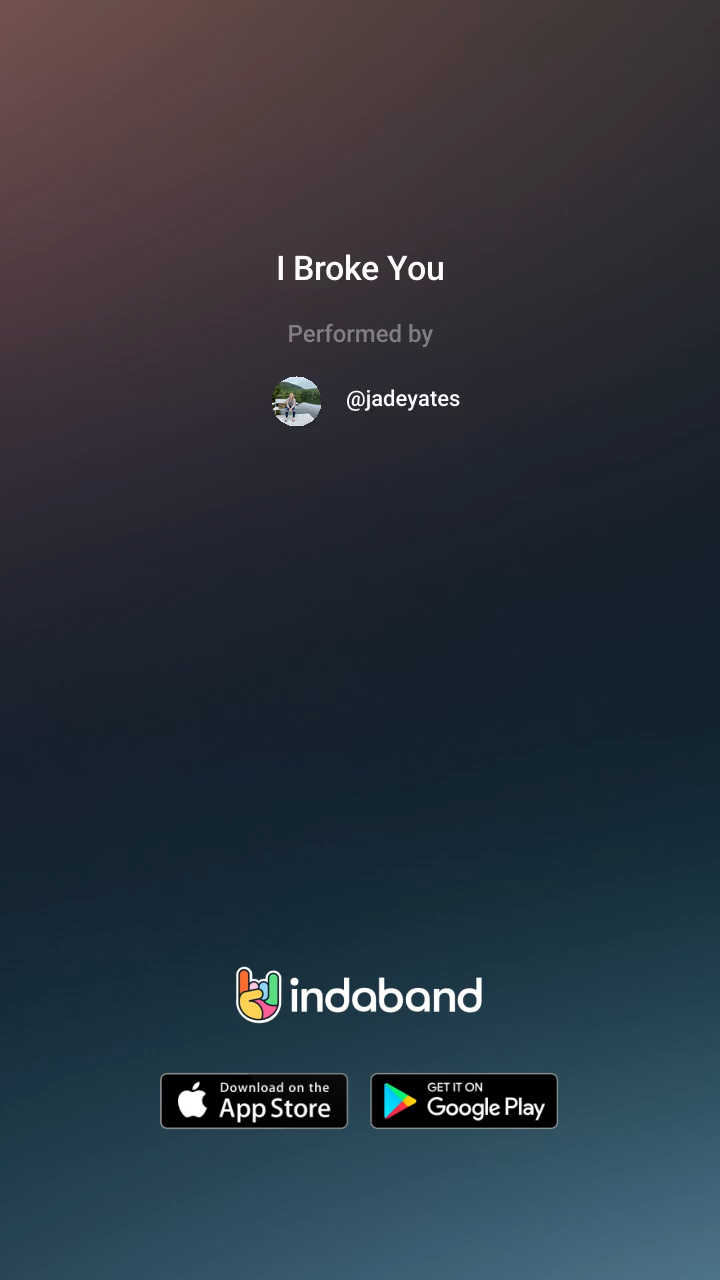 I Broke You
Performed by
@jadeyates
indaband
Download on the
App Store
GET IT ON
Google Play